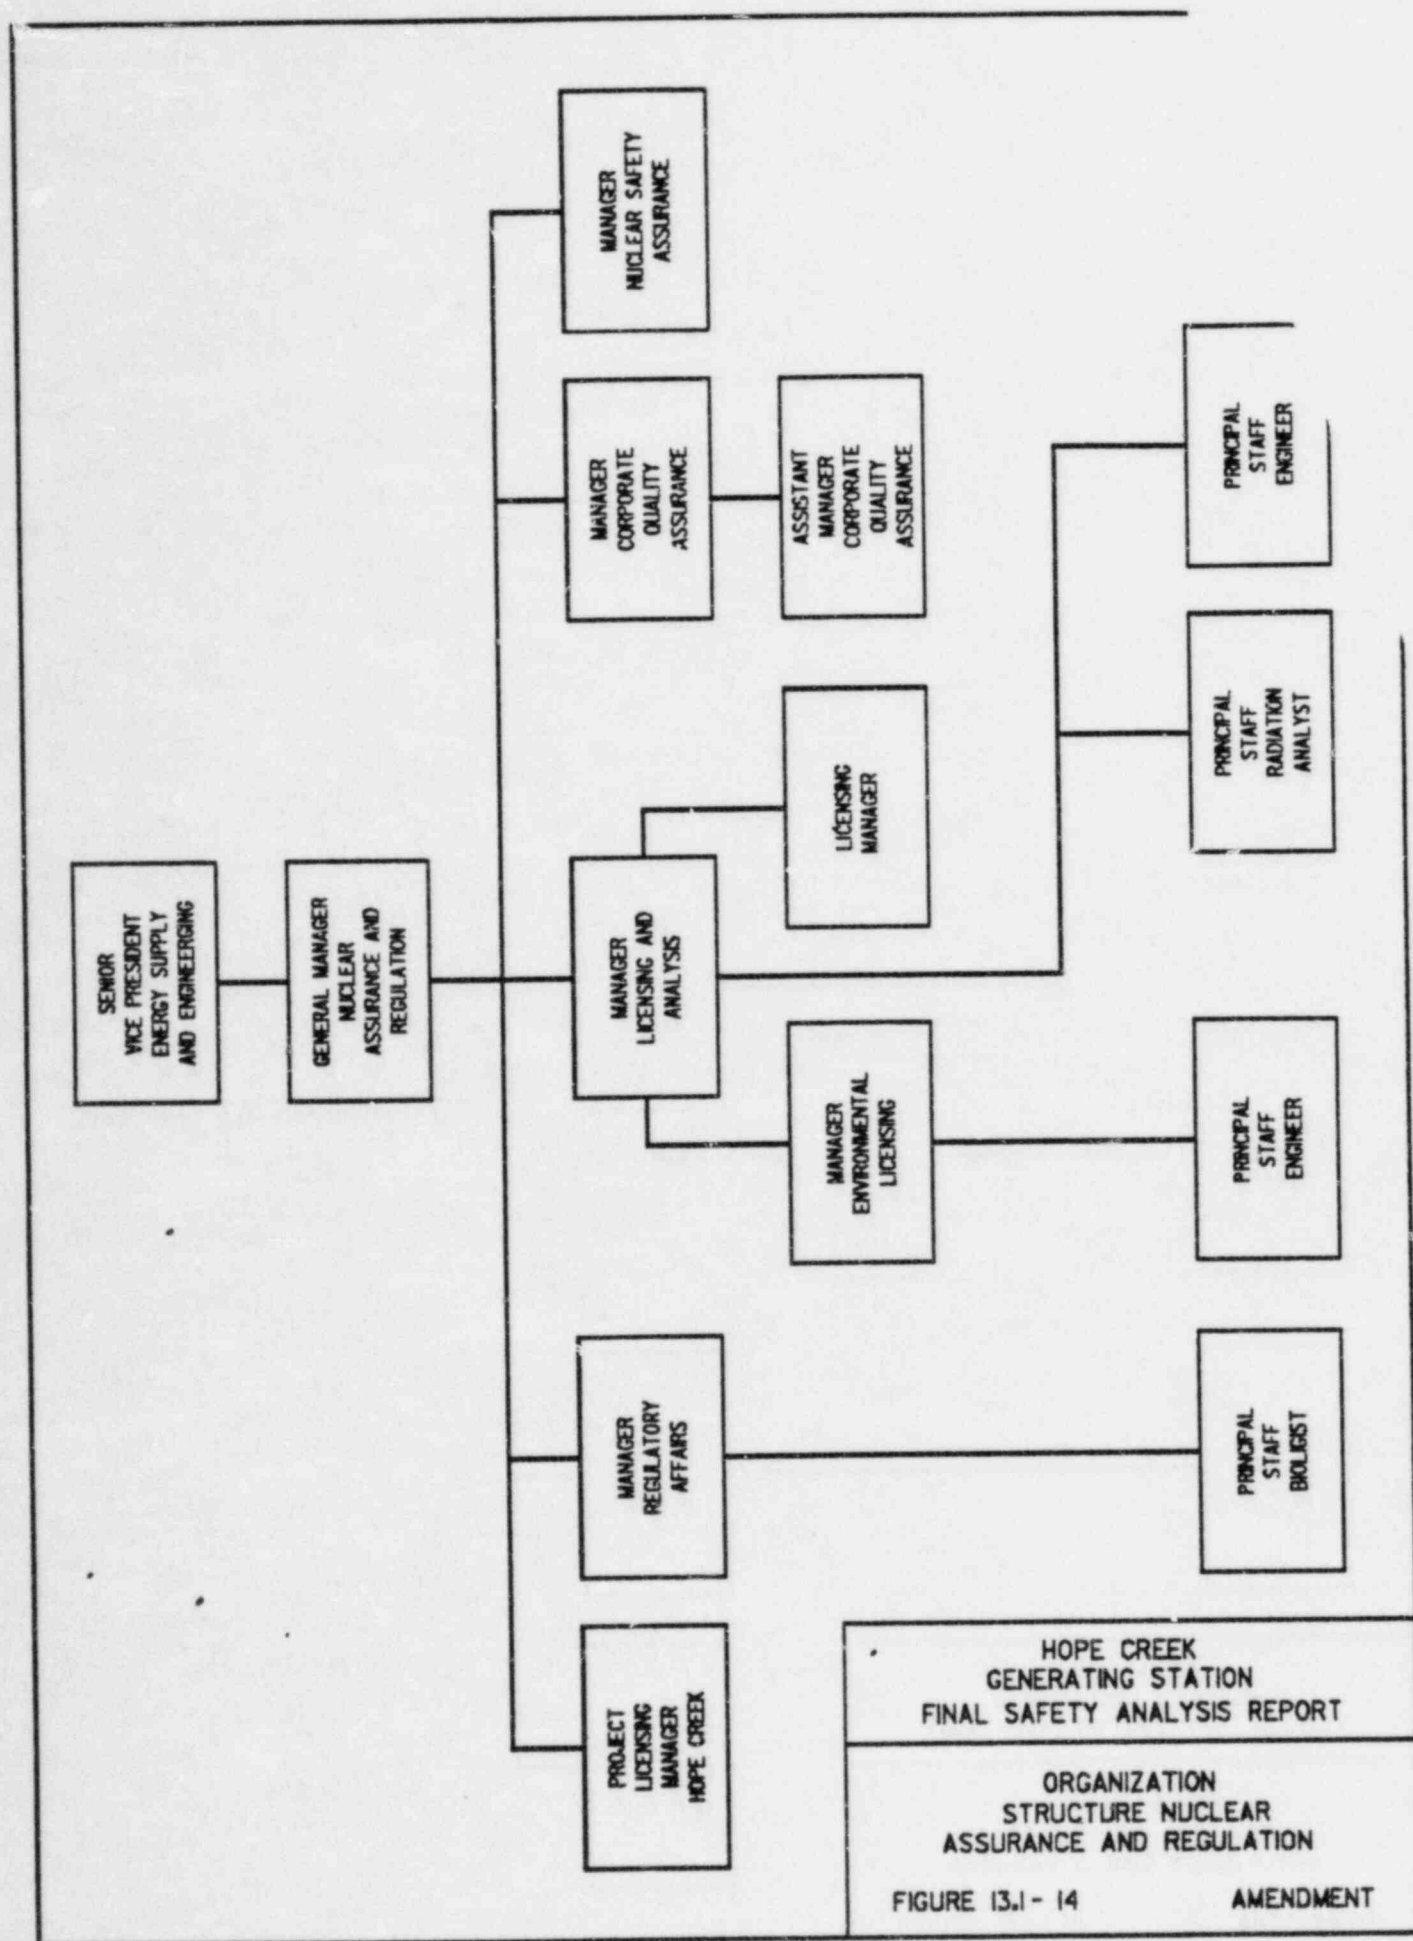 SENIOR
VICE PRESIDENT
ENERGY SUPPLY
AND ENGINEERGING
GENERAL MANAGER
NUCLEAR
ASSURANCE AND
REGULATION
PROJECT
LICENSING
MANAGER
HOPE CREEK
MANAGER
REGULATORY
AFFAIRS
MANAGER
LICENSING AND
ANALYSIS
MANAGER
CORPORATE
QUALITY
ASSURANCE
MANAGER
NUCLEAR SAFETY
ASSURANCE
MANAGER
ENVIRONMENTAL
LICENSING
LICENSING
MANAGER
ASSISTANT
MANAGER
CORPORATE
QUALITY
ASSURANCE
PRINCIPAL
STAFF
BIOLIGIST
PRINCIPAL
STAFF
ENGINEER
PRINCIPAL
STAFF
RADIATION
ANALYST
PRINCIPAL
STAFF
ENGINEER
HOPE CREEK
GENERATING STATION
FINAL SAFETY ANALYSIS REPORT
ORGANIZATION
STRUCTURE NUCLEAR
ASSURANCE AND REGULATION
FIGURE 13.1 - 14 AMENDMENT